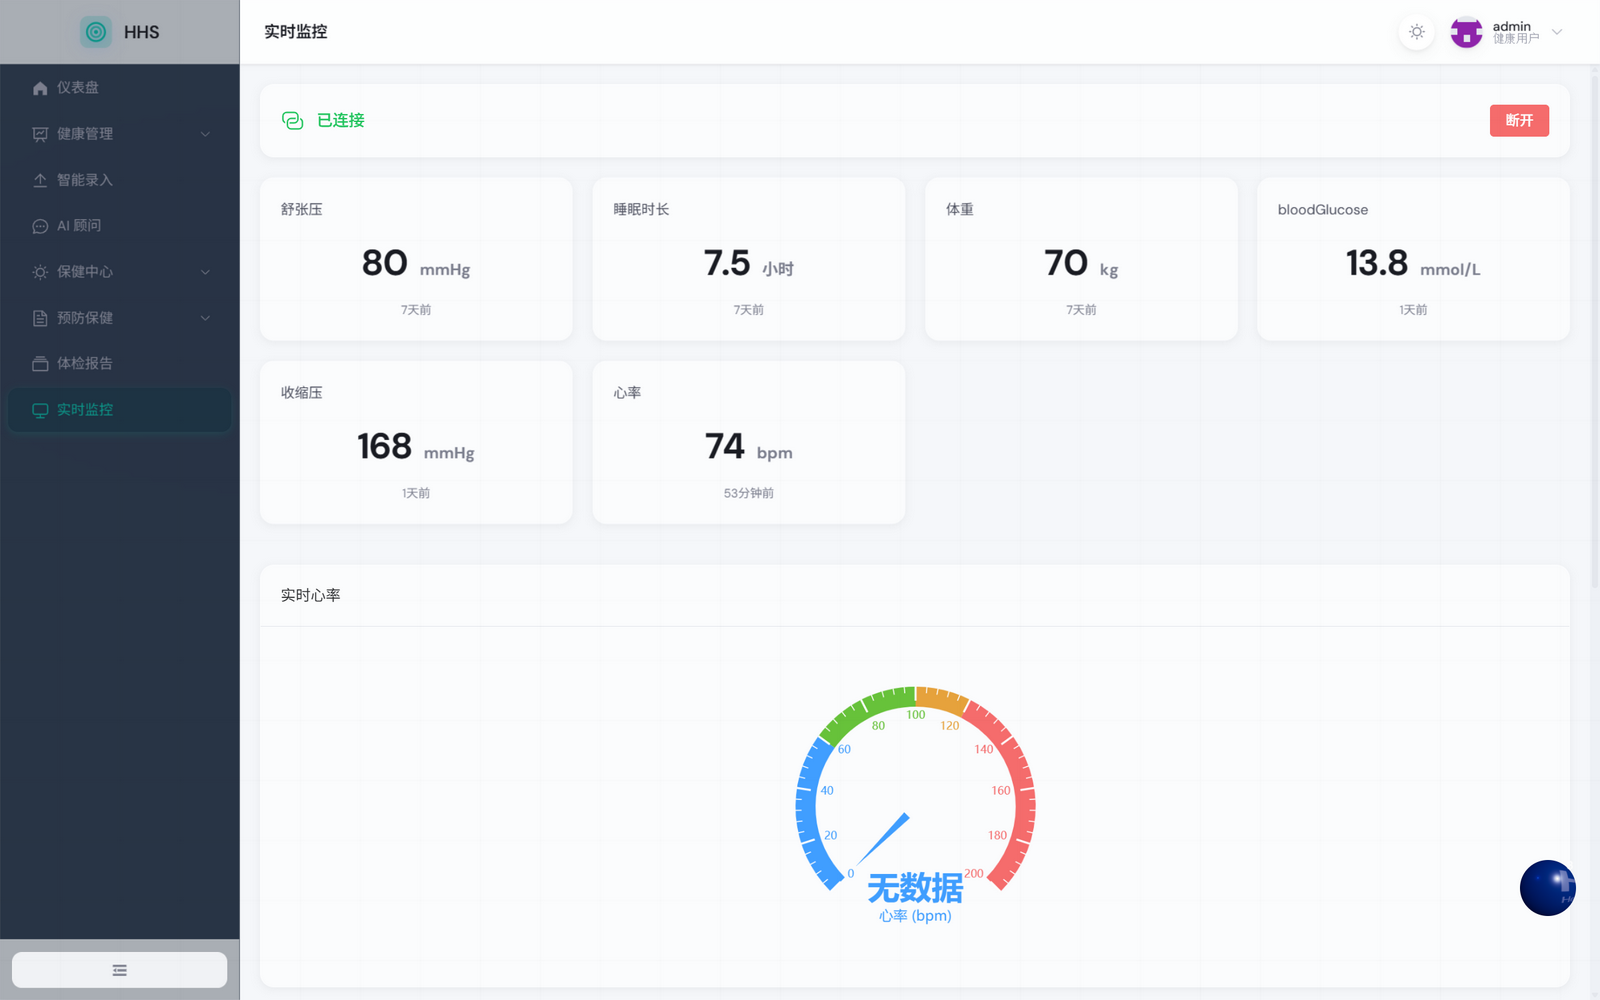 HHS
实时监控
admin
健康用户
仪表盘
健康管理
智能录入
AI 顾问
保健中心
预防保健
体检报告
实时监控
已连接
断开
舒张压
80 mmHg
7天前
睡眠时长
7.5 小时
7天前
体重
70 kg
7天前
bloodGlucose
13.8 mmol/L
1天前
收缩压
168 mmHg
1天前
心率
74 bpm
53分钟前
实时心率
0
20
40
60
80
100
120
140
160
180
200
无数据
心率 (bpm)